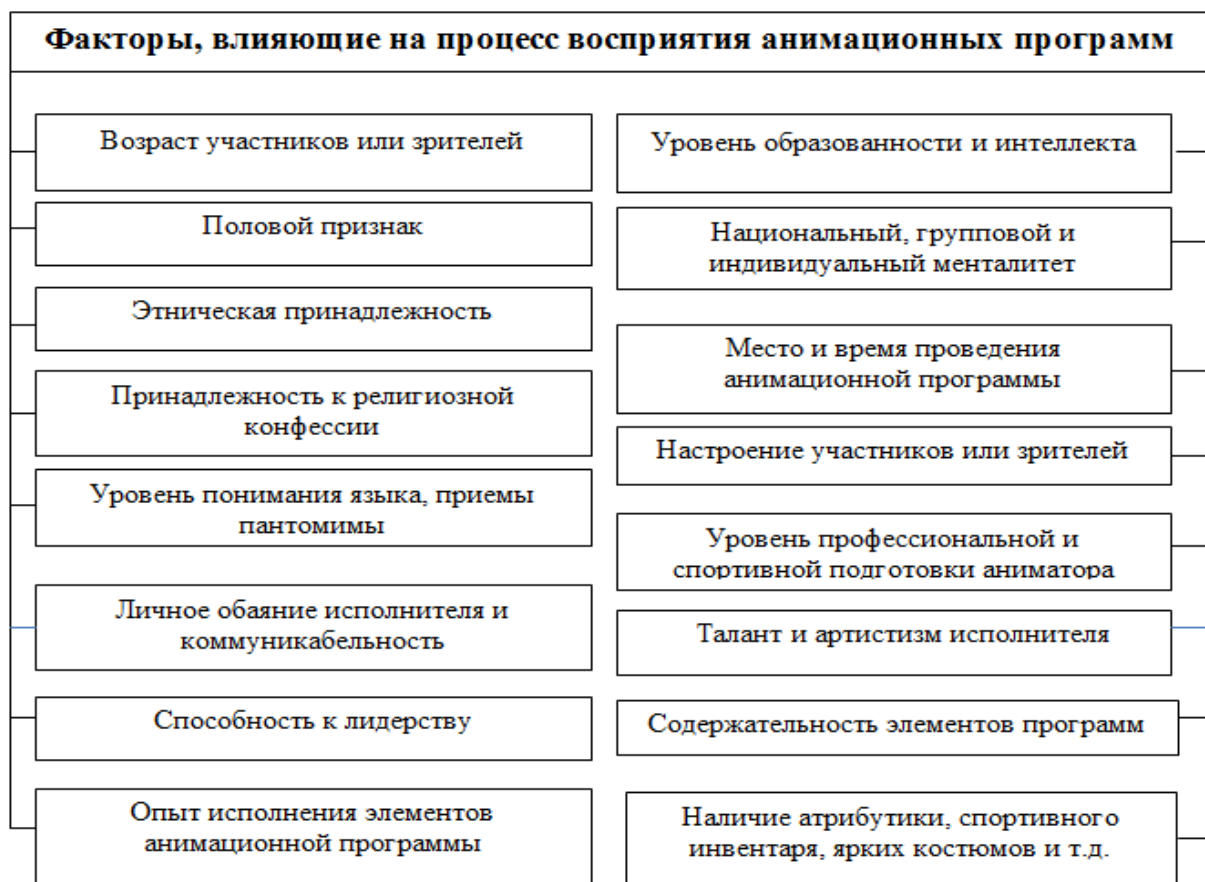 Факторы, влияющие на процесс восприятия анимационных программ
Возраст участников или зрителей
Половой признак
Этническая принадлежность
Принадлежность к религиозной
конфессии
Уровень понимания языка, приемы
пантомимы
Личное обаяние исполнителя и
коммуникабельность
Способность к лидерству
Опыт исполнения элементов
анимационной программы
Уровень образованности и интеллекта
Национальный, групповой и
индивидуальный менталитет
Место и время проведения
анимационной программы
Настроение участников или зрителей
Уровень профессиональной и
спортивной подготовки аниматора
Талант и артистизм исполнителя
Содержательность элементов программ
Наличие атрибутики, спортивного
инвентаря, ярких костюмов и т.д.